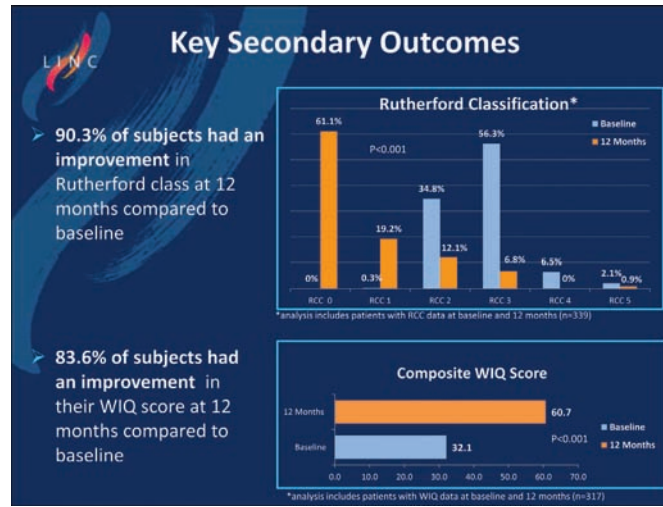 LINC
Key Secondary Outcomes
➢ 90.3% of subjects had an
improvement in
Rutherford class at 12
months compared to
baseline
Rutherford Classification*
Baseline
12 Months
P<0.001
61.1%
56.3%
34.8%
19.2%
12.1%
6.8%
6.5%
0%
0.3%
0%
2.1%
0.9%
RCC 0
RCC 1
RCC 2
RCC 3
RCC 4
RCC 5
*analysis includes patients with RCC data at baseline and 12 months (n=339)
➢ 83.6% of subjects had
an improvement in
their WIQ score at 12
months compared to
baseline
Composite WIQ Score
12 Months
60.7
Baseline
32.1
Baseline
12 Months
P<0.001
0.0 10.0 20.0 30.0 40.0 50.0 60.0 70.0
*analysis includes patients with WIQ data at baseline and 12 months (n=317)